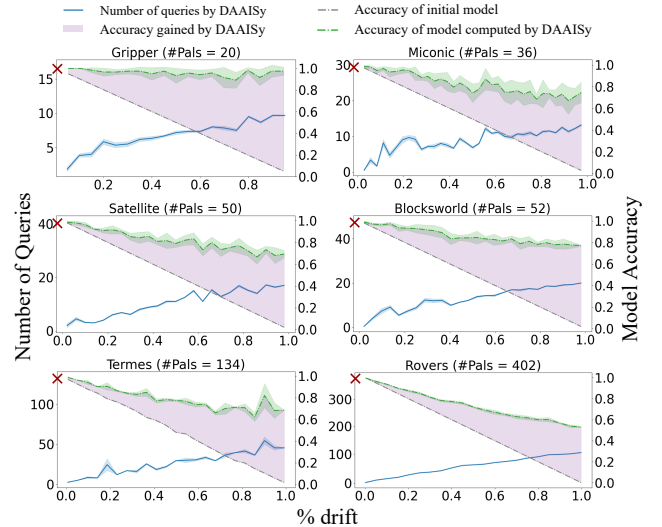 Number of queries by DAAISy
Accuracy of initial model
Accuracy gained by DAAISy
Accuracy of model computed by DAAISy
Gripper (#Pals = 20)
Miconic (#Pals = 36)
15
10
5
1.0
0.8
0.6
0.4
0.2
0.0
0.2 0.4 0.6 0.8
30
20
10
0
1.0
0.8
0.6
0.4
0.2
0.0
0.0 0.2 0.4 0.6 0.8 1.0
Satellite (#Pals = 50)
Blocksworld (#Pals = 52)
40
20
0
1.0
0.8
0.6
0.4
0.2
0.0
0.0 0.2 0.4 0.6 0.8 1.0
40
20
0
1.0
0.8
0.6
0.4
0.2
0.0
0.0 0.2 0.4 0.6 0.8 1.0
Termes (#Pals = 134)
Rovers (#Pals = 402)
100
50
0
1.0
0.8
0.6
0.4
0.2
0.0
0.0 0.2 0.4 0.6 0.8 1.0
300
200
100
0
1.0
0.8
0.6
0.4
0.2
0.0
0.0 0.2 0.4 0.6 0.8 1.0
Number of Queries
Model Accuracy
% drift